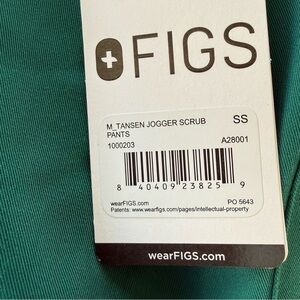 FIGS
M_TANSEN JOGGER SCRUB SS
PANTS
1000203 A28001
8 40409 23825 9
wearFIGS.com PO 5643
Patents: www.wearfigs.com/pages/intellectual-property
wearFIGS.com